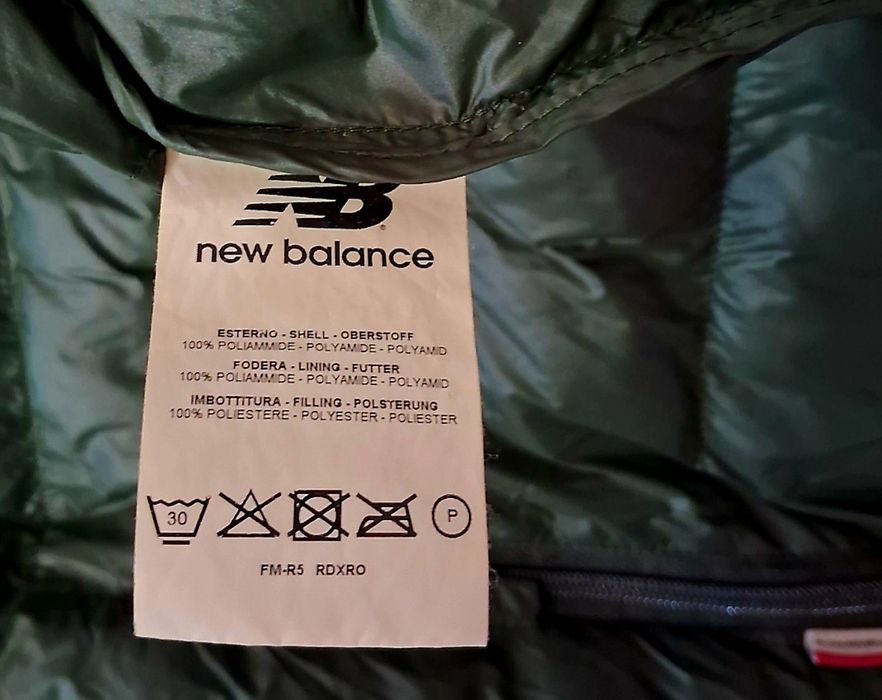 NB
new balance
ESTERNO - SHELL - OBERSTOFF
100% POLIAMMIDE - POLYAMIDE - POLYAMID
FODERA - LINING - FUTTER
100% POLIAMMIDE - POLYAMIDE - POLYAMID
IMBOTTITURA - FILLING - POLSTERUNG
100% POLIESTERE - POLYESTER - POLIESTER
30 P
FM-R5 RDXRO